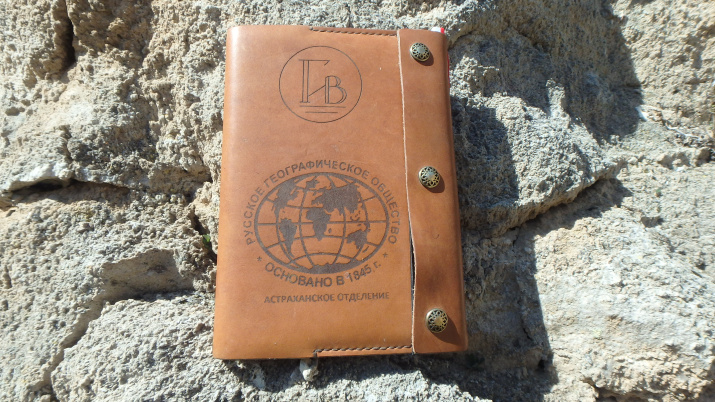 Гв
РУССКОЕ ГЕОГРАФИЧЕСКОЕ ОБЩЕСТВО
* ОСНОВАНО В 1845 г. *
АСТРАХАНСКОЕ ОТДЕЛЕНИЕ